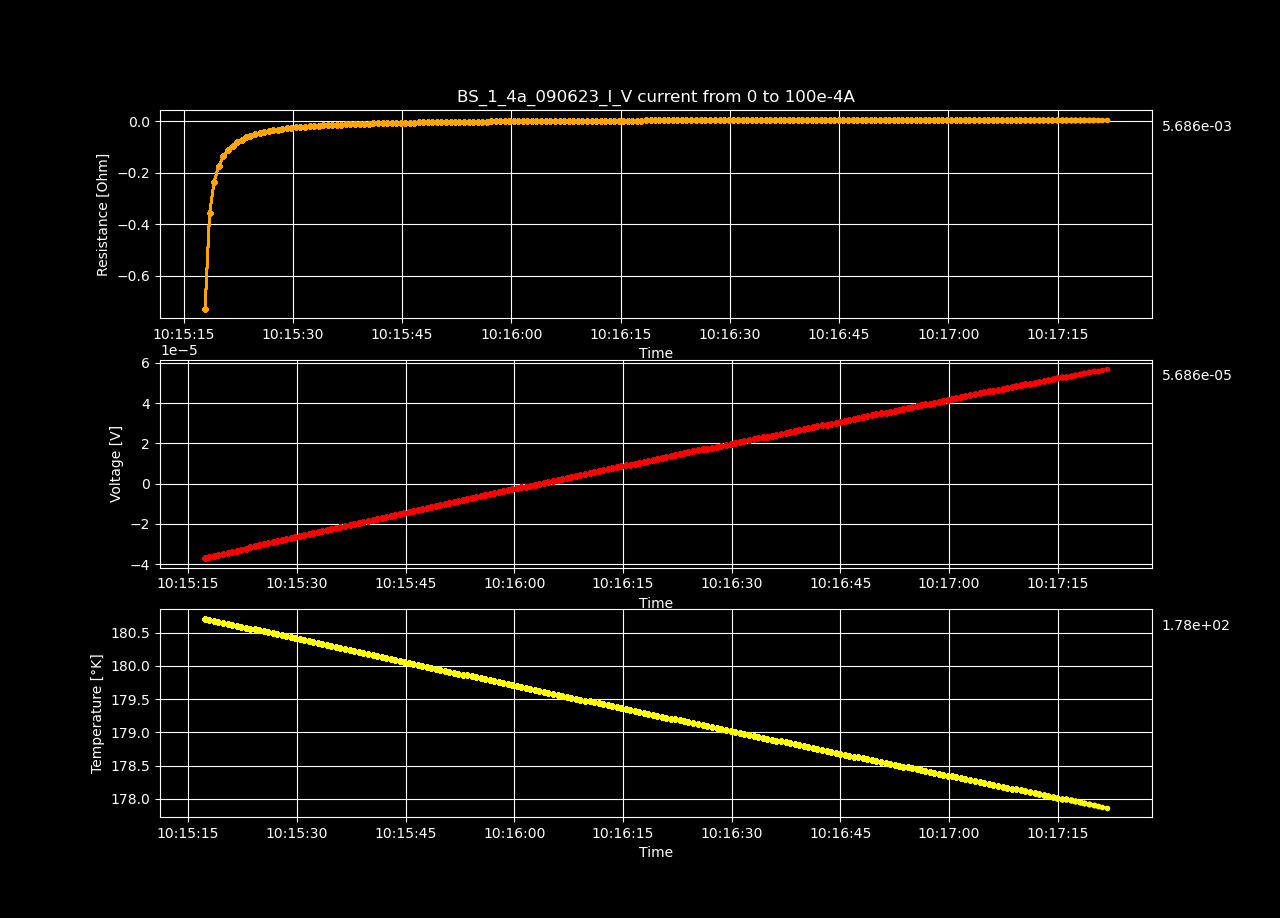 BS_1_4a_090623_I_V current from 0 to 100e-4A
0.0
−0.2
−0.4
−0.6
Resistance [Ohm]
5.686e-03
10:15:15 10:15:30 10:15:45 10:16:00 10:16:15 10:16:30 10:16:45 10:17:00 10:17:15
Time
1e−5
6
4
2
0
−2
−4
Voltage [V]
5.686e-05
10:15:15 10:15:30 10:15:45 10:16:00 10:16:15 10:16:30 10:16:45 10:17:00 10:17:15
Time
180.5
180.0
179.5
179.0
178.5
178.0
Temperature [°K]
1.78e+02
10:15:15 10:15:30 10:15:45 10:16:00 10:16:15 10:16:30 10:16:45 10:17:00 10:17:15
Time